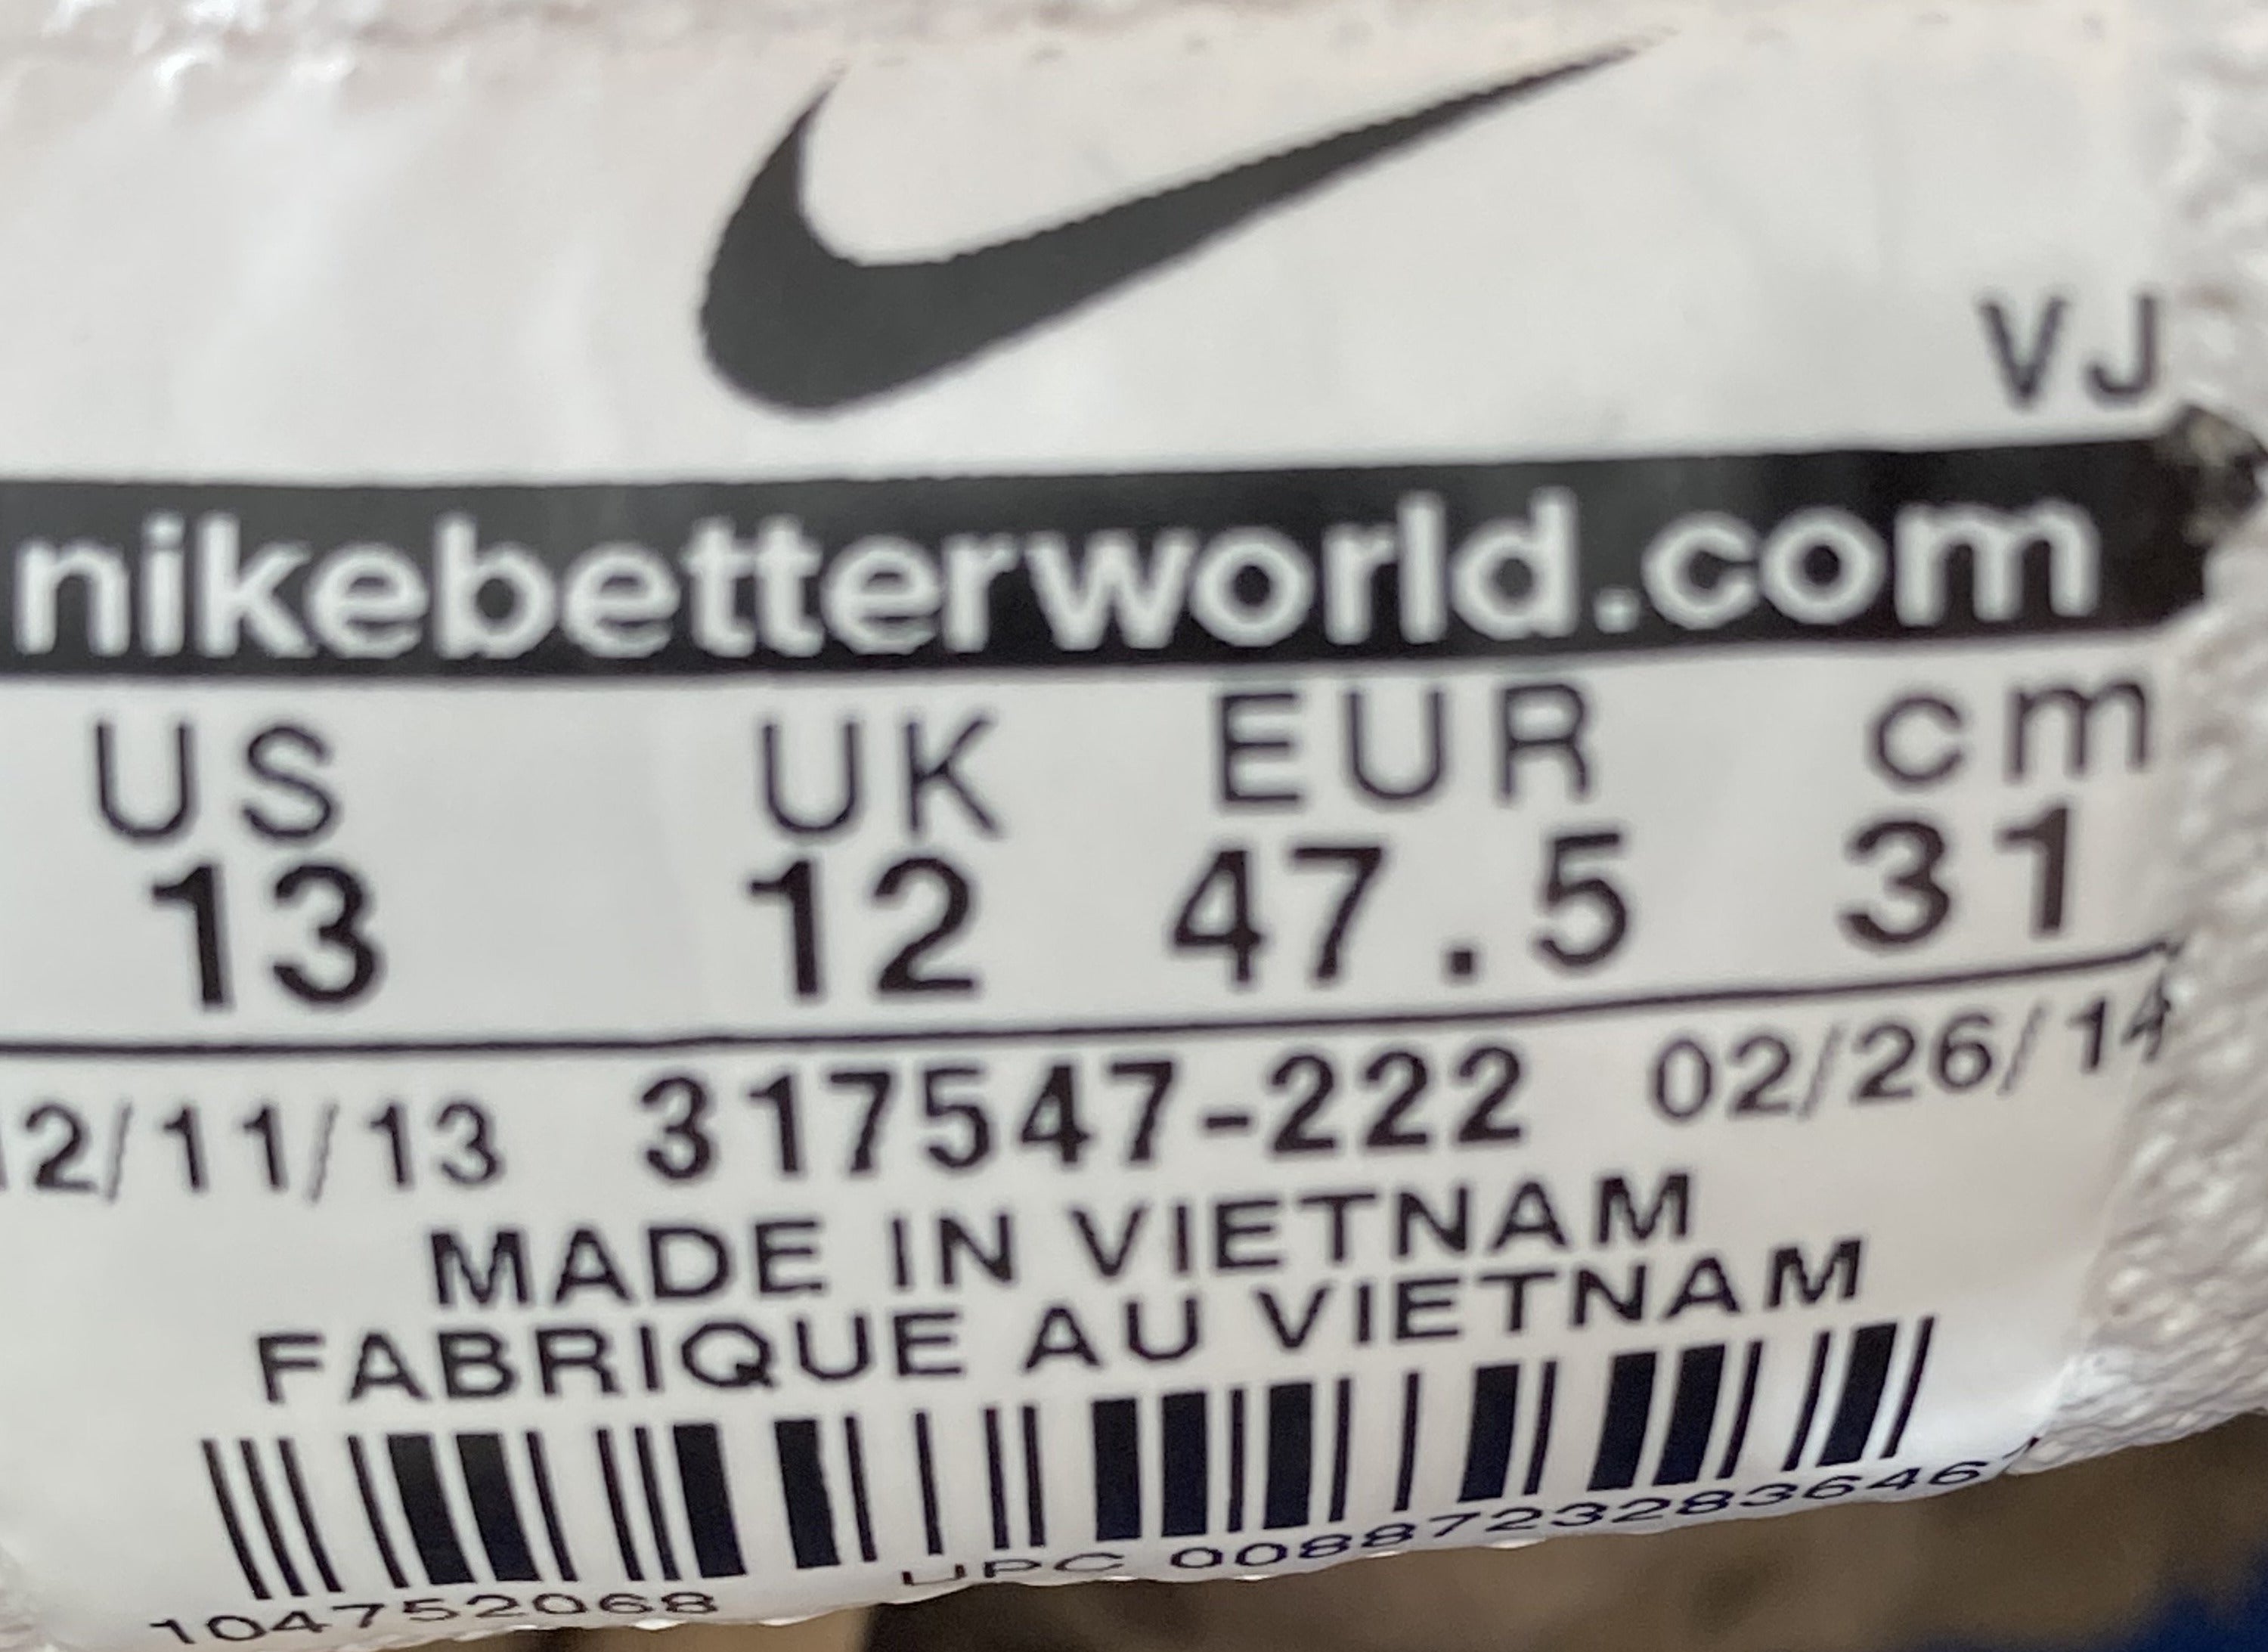 VJ
nikebetterworld.com
US UK EUR cm
13 12 47.5 31
12/11/13 317547-222 02/26/14
MADE IN VIETNAM
FABRIQUE AU VIETNAM
104752068 UPC